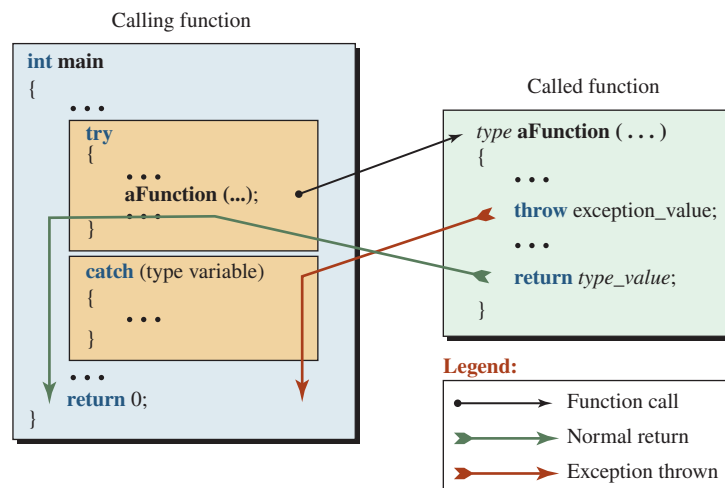 Calling function
int main
{
• • •
try
{
• • •
aFunction (...);
• • •
}
catch (type variable)
{
• • •
}
• • •
return 0;
}
Called function
type aFunction ( . . . )
{
• • •
throw exception_value;
• • •
return type_value;
}
Legend:
Function call
Normal return
Exception thrown